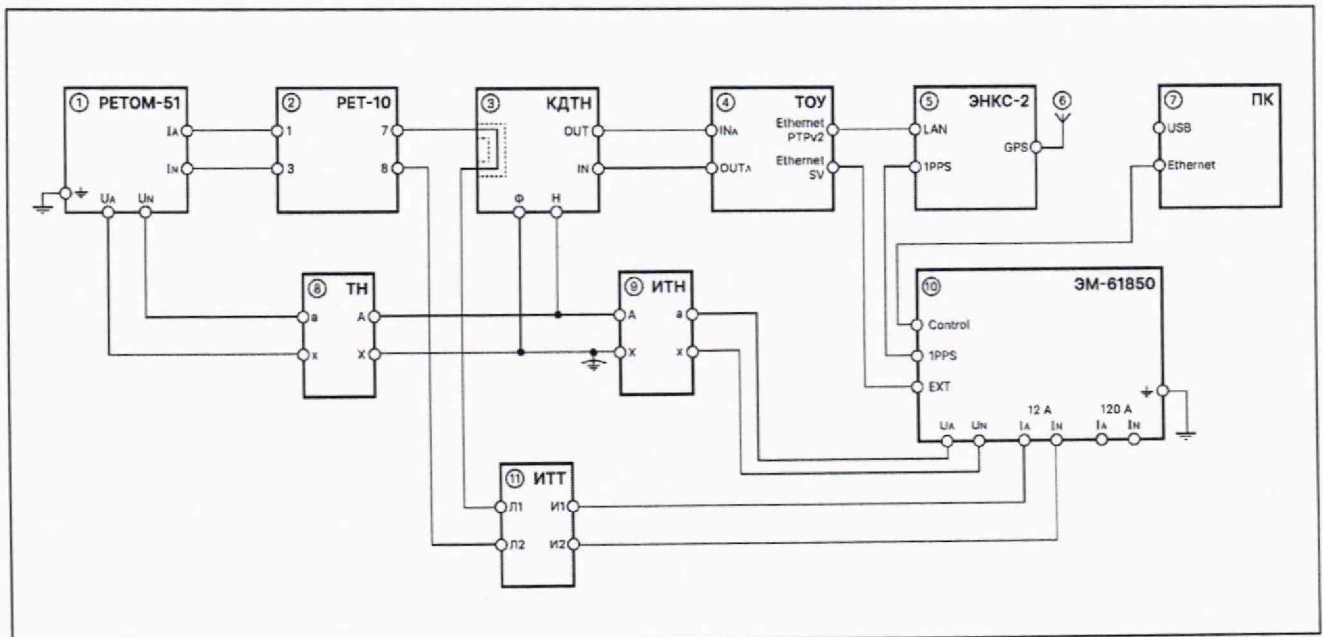 ① РЕТОМ-51
IA
IN
UA UN
② РЕТ-10
1
3
7
8
③ КДТН
OUT
IN
Ф Н
④ ТОУ
INA
OUTA
Ethernet
PTPv2
Ethernet
SV
⑤ ЭНКС-2
LAN
1PPS
GPS
⑥
⑦ ПК
USB
Ethernet
⑧ ТН
a
x
A
X
⑨ ИТН
A
X
a
x
⑩ ЭМ-61850
Control
1PPS
EXT
12 A 120 A
UA UN IA IN IA IN
⑪ ИТТ
Л1
Л2
И1
И2